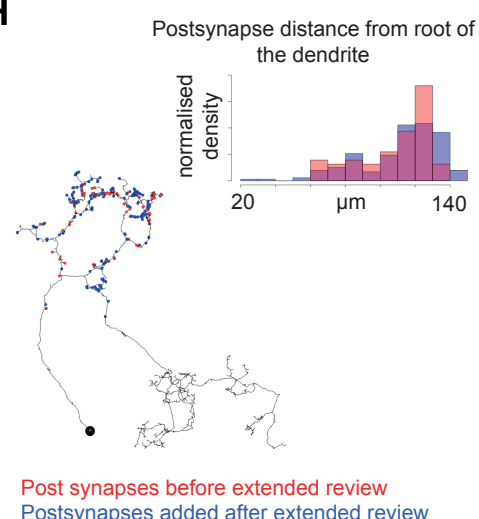 Postsynapse distance from root of
the dendrite
normalised
density
20 μm 140
Post synapses before extended review
Postsynapses added after extended review